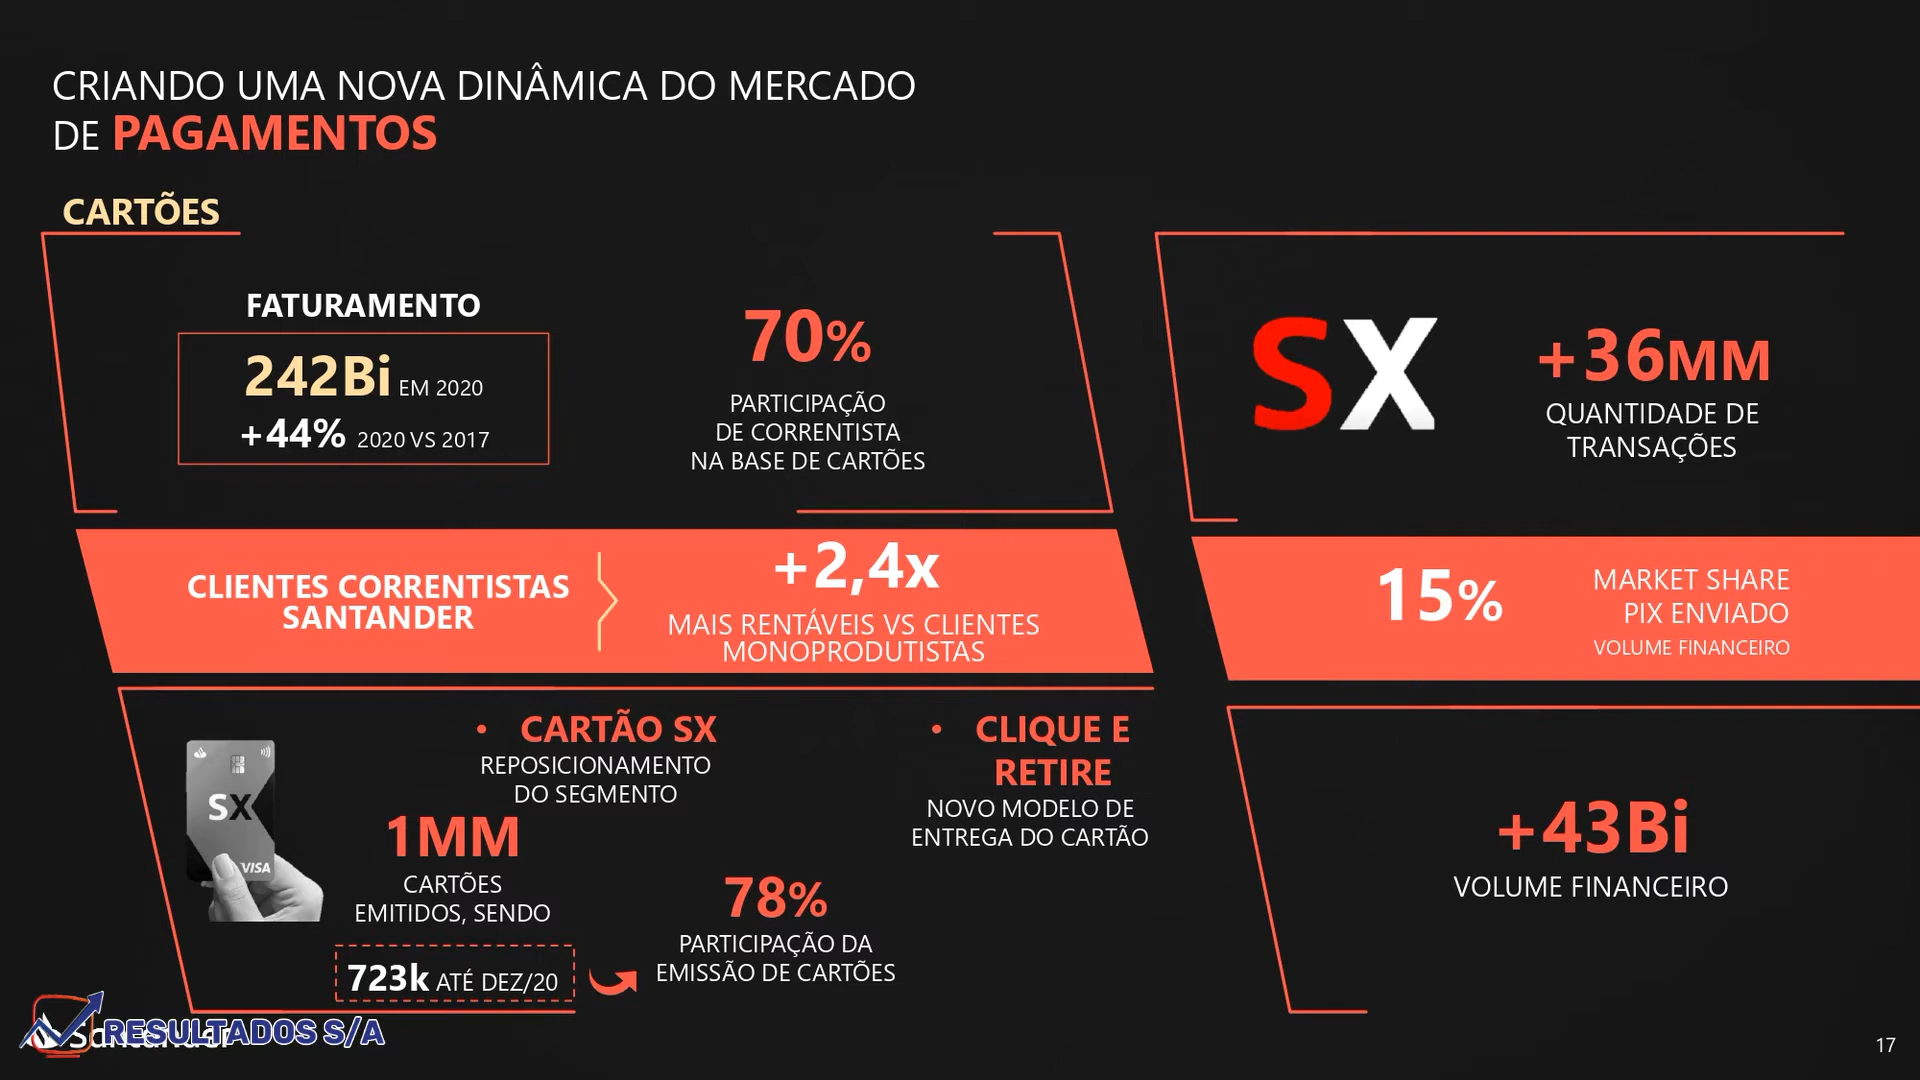 CRIANDO UMA NOVA DINÂMICA DO MERCADO
DE PAGAMENTOS
CARTÕES
FATURAMENTO
242Bi EM 2020
+44% 2020 VS 2017
70%
PARTICIPAÇÃO
DE CORRENTISTA
NA BASE DE CARTÕES
CLIENTES CORRENTISTAS
SANTANDER
+2,4x
MAIS RENTÁVEIS VS CLIENTES
MONOPRODUTISTAS
• CARTÃO SX
REPOSICIONAMENTO
DO SEGMENTO
SX
VISA
1MM
CARTÕES
EMITIDOS, SENDO
723k ATÉ DEZ/20
78%
PARTICIPAÇÃO DA
EMISSÃO DE CARTÕES
• CLIQUE E
RETIRE
NOVO MODELO DE
ENTREGA DO CARTÃO
SX
+36MM
QUANTIDADE DE
TRANSAÇÕES
15%
MARKET SHARE
PIX ENVIADO
VOLUME FINANCEIRO
+43Bi
VOLUME FINANCEIRO
Santander
RESULTADOS S/A
17